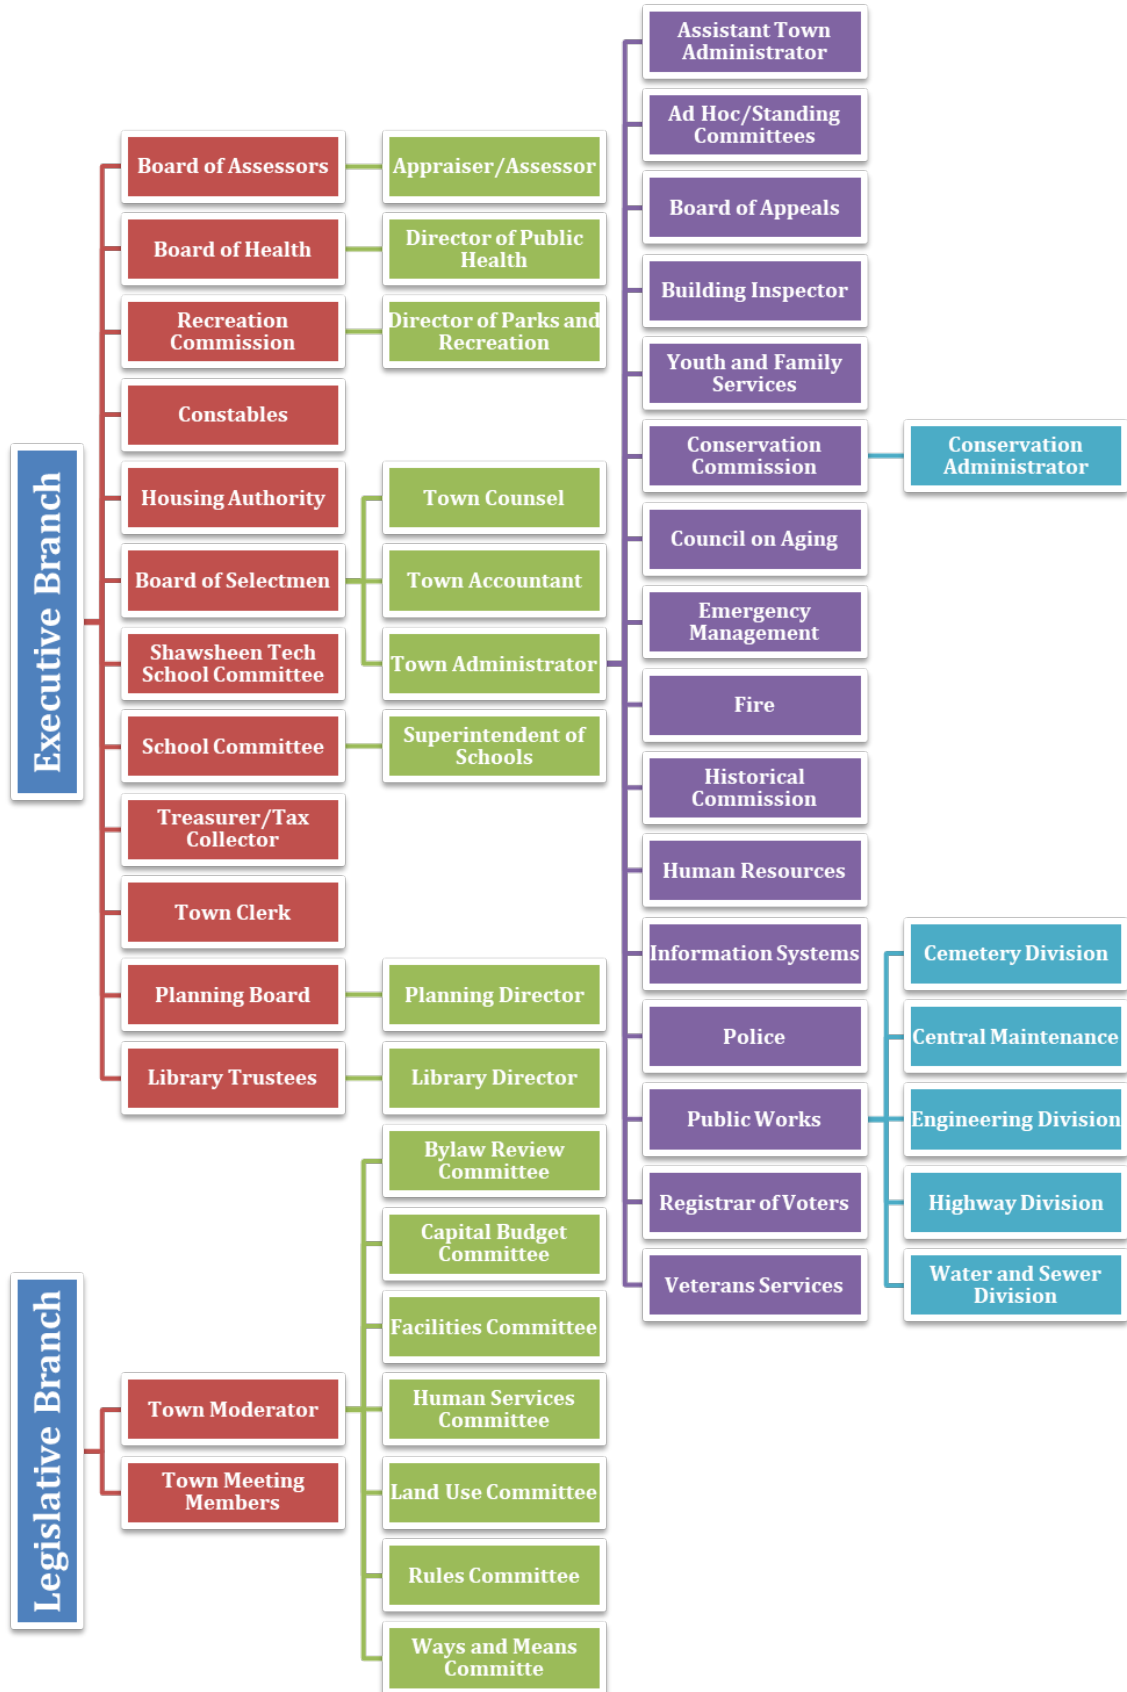 Executive Branch
Board of Assessors
Appraiser/Assessor
Board of Health
Director of Public
Health
Recreation
Commission
Director of Parks and
Recreation
Constables
Housing Authority
Board of Selectmen
Town Counsel
Town Accountant
Town Administrator
Assistant Town
Administrator
Ad Hoc/Standing
Committees
Board of Appeals
Building Inspector
Youth and Family
Services
Conservation
Commission
Conservation
Administrator
Council on Aging
Emergency
Management
Fire
Historical
Commission
Human Resources
Information Systems
Police
Public Works
Cemetery Division
Central Maintenance
Engineering Division
Highway Division
Water and Sewer
Division
Registrar of Voters
Veterans Services
Shawsheen Tech
School Committee
School Committee
Superintendent of
Schools
Treasurer/Tax
Collector
Town Clerk
Planning Board
Planning Director
Library Trustees
Library Director
Legislative Branch
Town Moderator
Bylaw Review
Committee
Capital Budget
Committee
Facilities Committee
Human Services
Committee
Land Use Committee
Rules Committee
Ways and Means
Committe
Town Meeting
Members